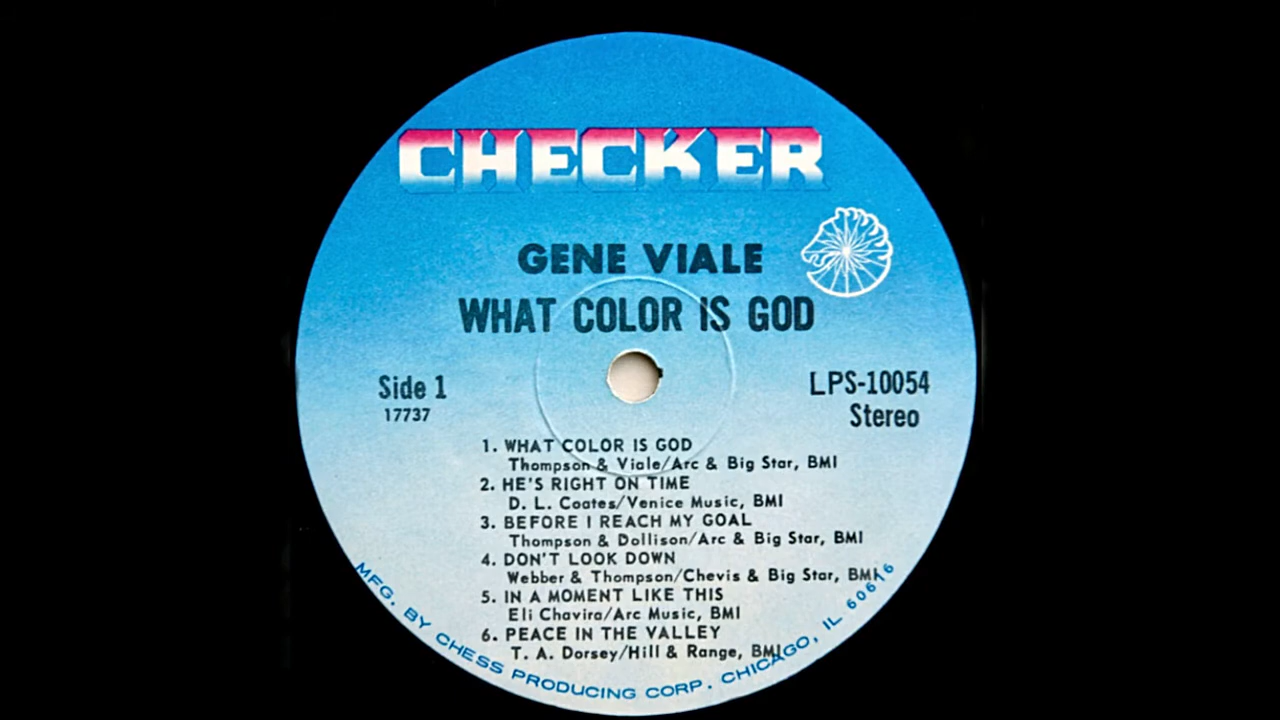 CHECKER
GENE VIALE
WHAT COLOR IS GOD
Side 1
17737
LPS-10054
Stereo
1. WHAT COLOR IS GOD
Thompson & Viale/Arc & Big Star, BMI
2. HE'S RIGHT ON TIME
D. L. Coates/Venice Music, BMI
3. BEFORE I REACH MY GOAL
Thompson & Dollison/Arc & Big Star, BMI
4. DON'T LOOK DOWN
Webber & Thompson/Chevis & Big Star, BMI
5. IN A MOMENT LIKE THIS
Eli Chavira/Arc Music, BMI
6. PEACE IN THE VALLEY
T. A. Dorsey/Hill & Range, BMI
MFG. BY CHESS PRODUCING CORP. CHICAGO, IL 60616